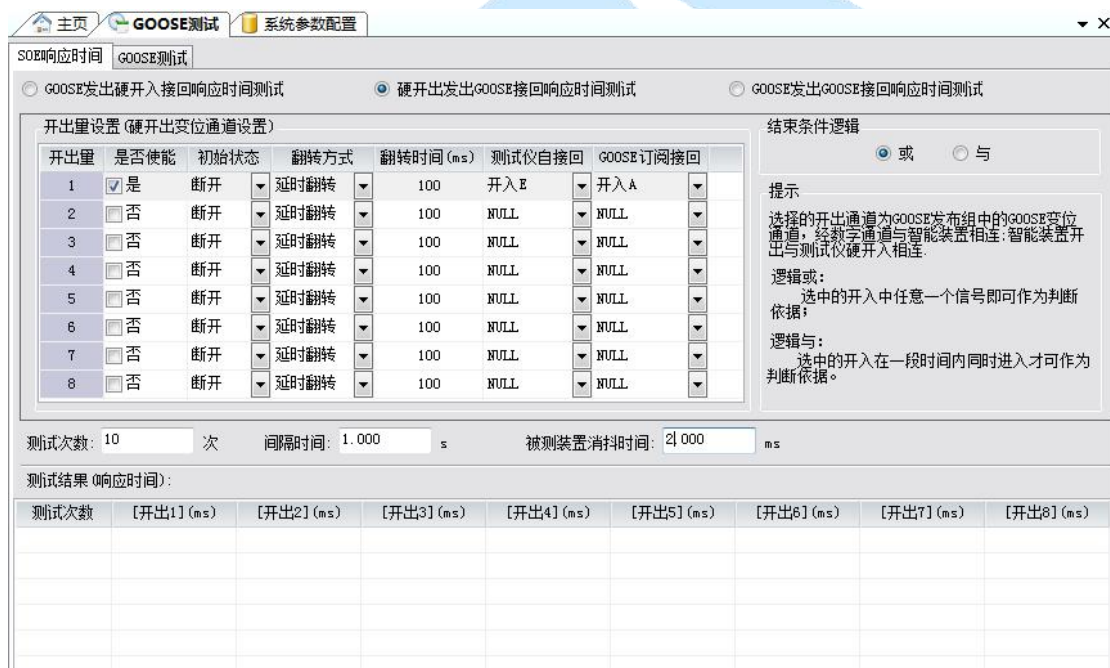 主页 GOOSE测试 系统参数配置
SOE响应时间 GOOSE测试
GOOSE发出硬开入接回响应时间测试 硬开出发出GOOSE接回响应时间测试 GOOSE发出GOOSE接回响应时间测试
开出量设置(硬开出变位通道设置)
开出量 是否使能 初始状态 翻转方式 翻转时间(ms) 测试仪自接回 GOOSE订阅接回
1 是 断开 延时翻转 100 开入E 开入A
2 否 断开 延时翻转 100 NULL NULL
3 否 断开 延时翻转 100 NULL NULL
4 否 断开 延时翻转 100 NULL NULL
5 否 断开 延时翻转 100 NULL NULL
6 否 断开 延时翻转 100 NULL NULL
7 否 断开 延时翻转 100 NULL NULL
8 否 断开 延时翻转 100 NULL NULL
结束条件逻辑
或 与
提示
选择的开出通道为GOOSE发布组中的GOOSE变位
通道,经数字通道与智能装置相连;智能装置开
出与测试仪硬开入相连.
逻辑或:
选中的开入中任意一个信号即可作为判断
依据;
逻辑与:
选中的开入在一段时间内同时进入才可作为
判断依据。
测试次数: 10 次 间隔时间: 1.000 s 被测装置消抖时间: 2.000 ms
测试结果(响应时间):
测试次数 [开出1](ms) [开出2](ms) [开出3](ms) [开出4](ms) [开出5](ms) [开出6](ms) [开出7](ms) [开出8](ms)